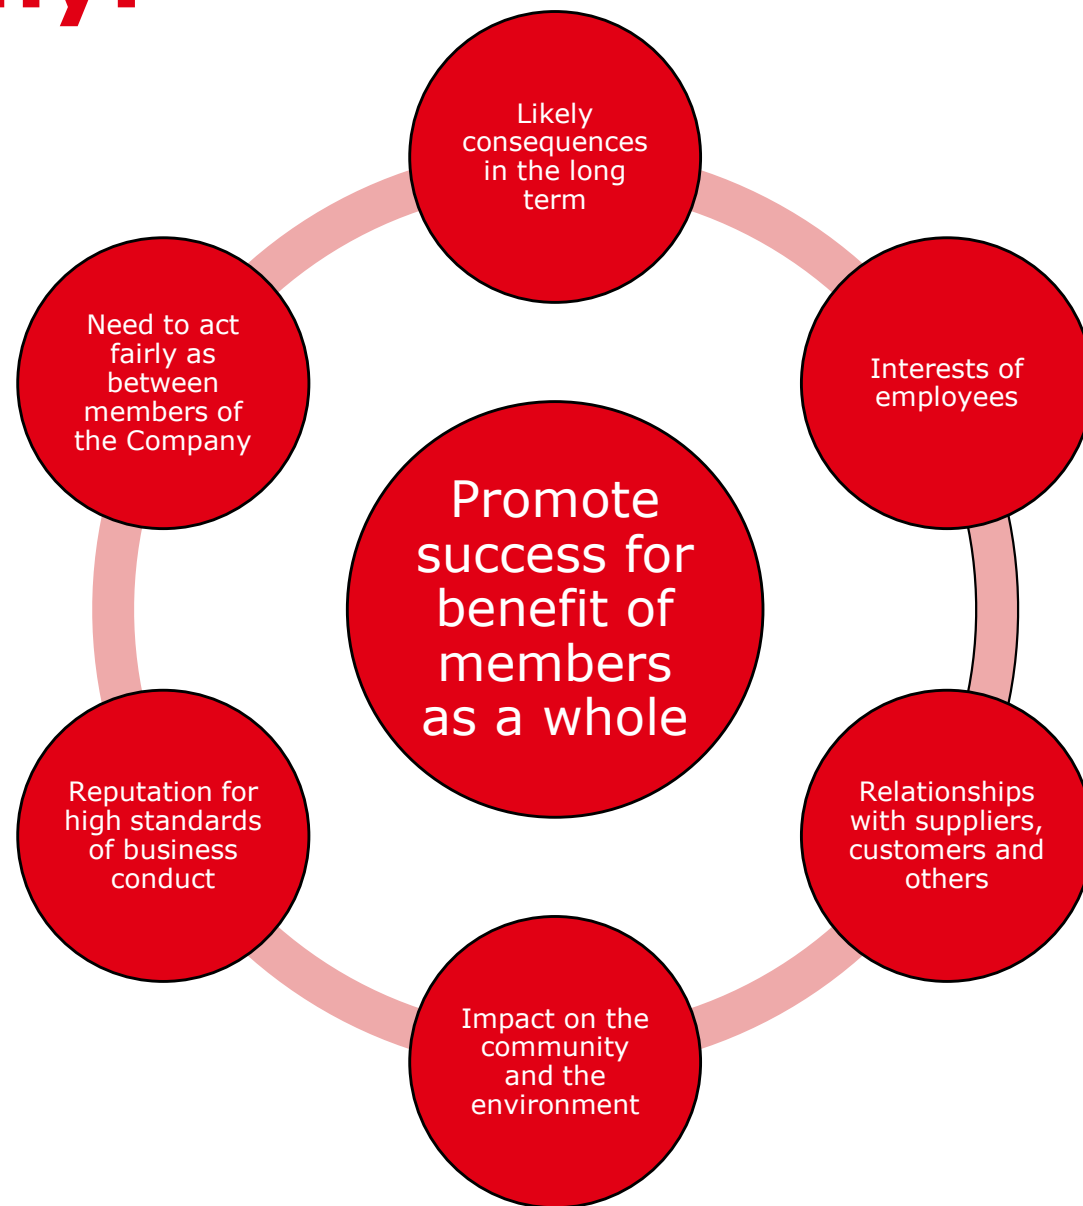 Likely
consequences
in the long
term
Interests of
employees
Relationships
with suppliers,
customers and
others
Impact on the
community
and the
environment
Reputation for
high standards
of business
conduct
Need to act
fairly as
between
members of
the Company
Promote
success for
benefit of
members
as a whole